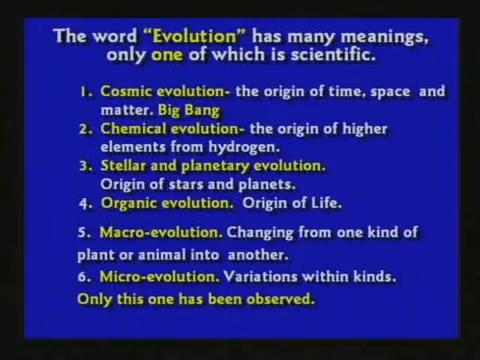 The word “Evolution” has many meanings,
only one of which is scientific.
1. Cosmic evolution- the origin of time, space and
matter. Big Bang
2. Chemical evolution- the origin of higher
elements from hydrogen.
3. Stellar and planetary evolution.
Origin of stars and planets.
4. Organic evolution. Origin of Life.
5. Macro-evolution. Changing from one kind of
plant or animal into another.
6. Micro-evolution. Variations within kinds.
Only this one has been observed.